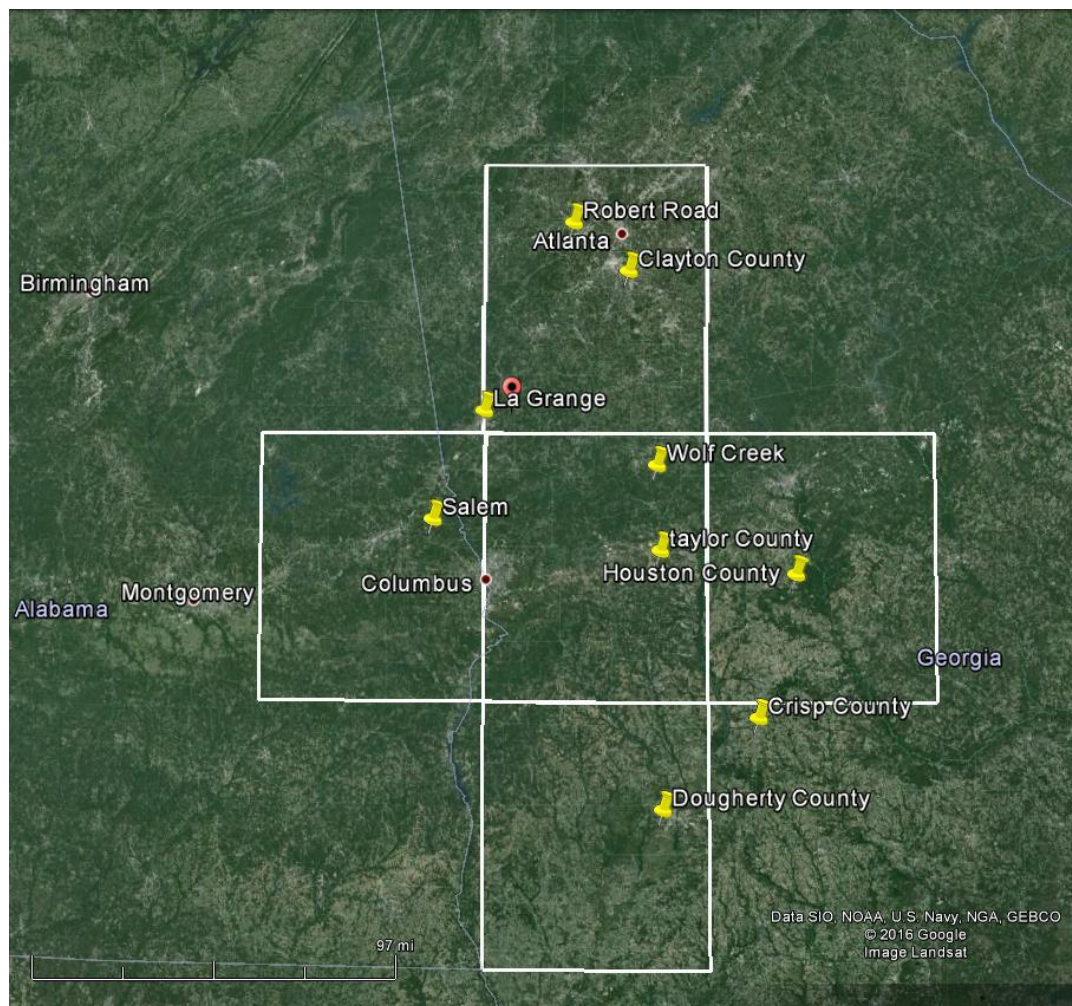 Robert Road
Atlanta
Clayton County
Birmingham
La Grange
Wolf Creek
Salem
taylor County
Houston County
Columbus
Montgomery
Alabama
Georgia
Crisp County
Dougherty County
Data SIO, NOAA, U.S. Navy, NGA, GEBCO
© 2016 Google
Image Landsat
97 mi